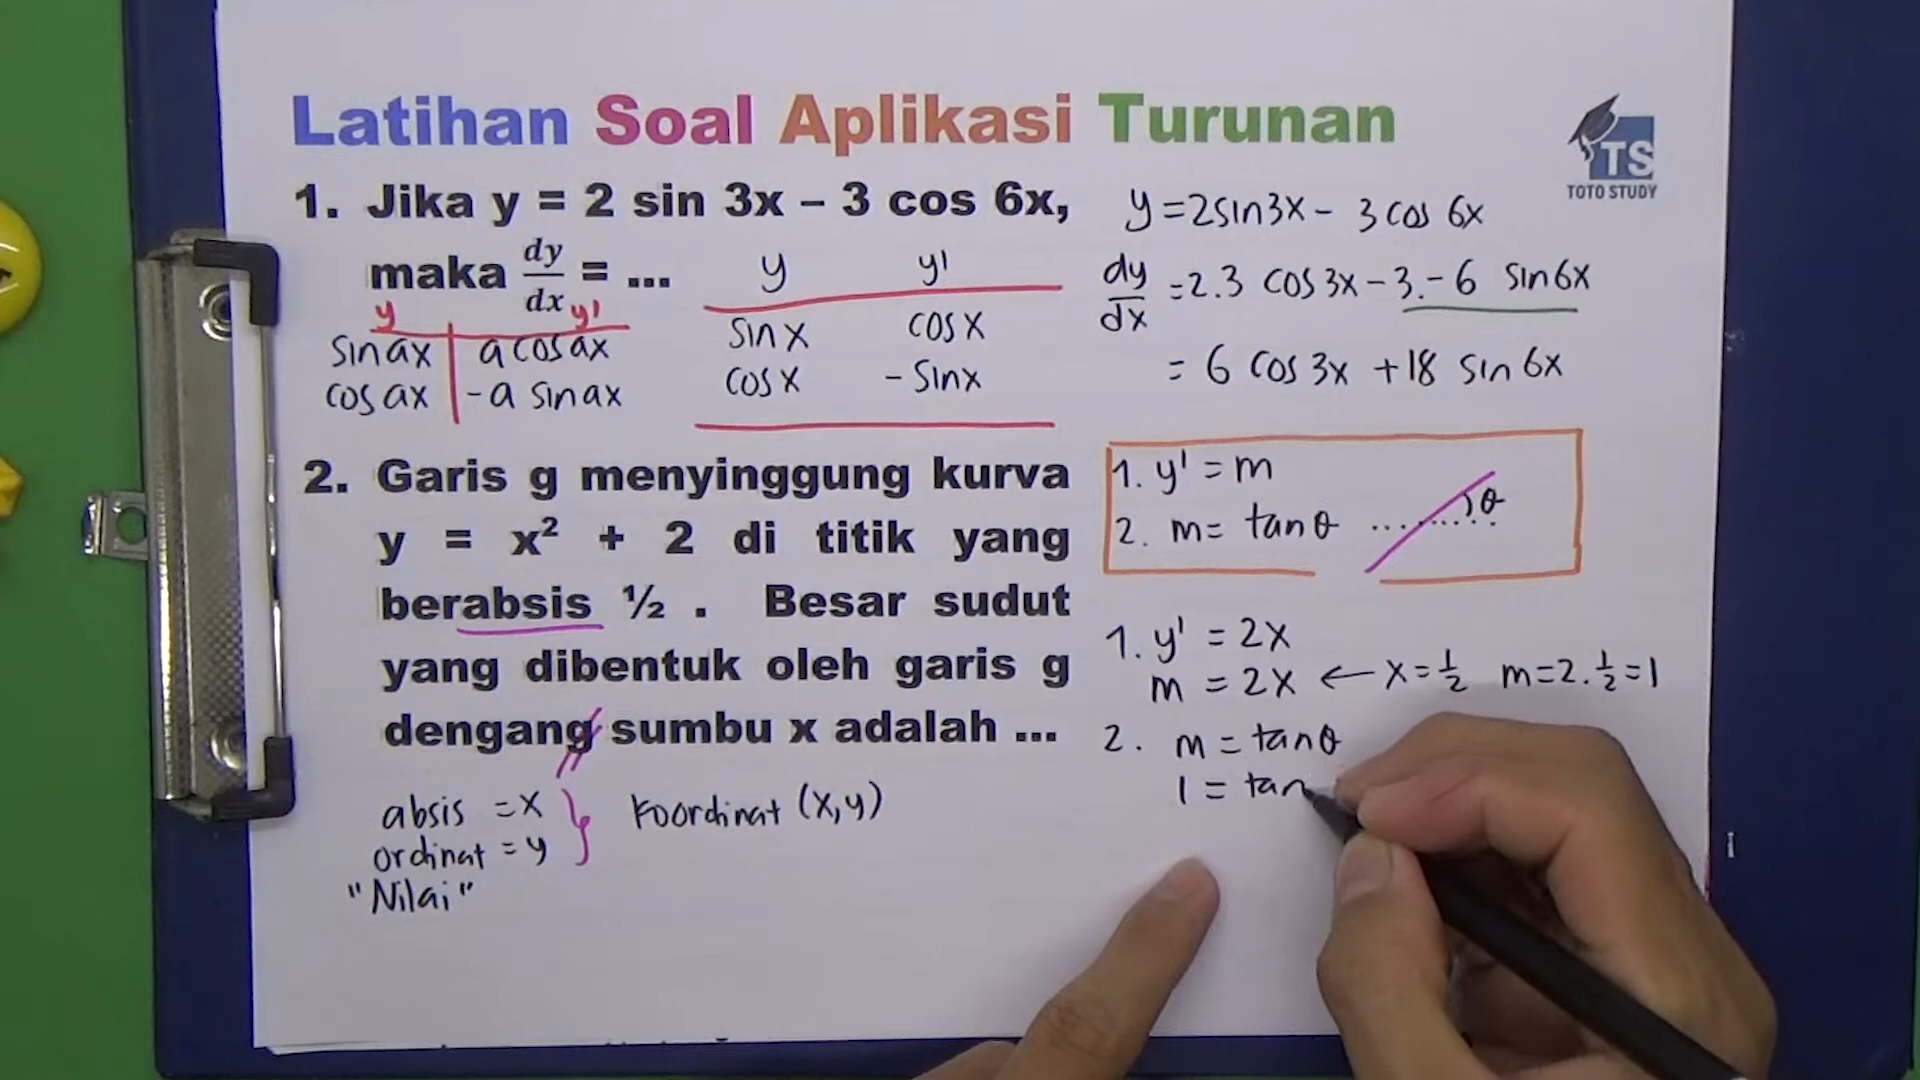 Latihan Soal Aplikasi Turunan
TS
TOTO STUDY
1. Jika y = 2 sin 3x – 3 cos 6x,
maka dy/dx = ...
y y'
sin ax a cos ax
cos ax -a sin ax
y y'
sin x cos x
cos x - sin x
y = 2 sin 3x - 3 cos 6x
dy/dx = 2.3 cos 3x - 3.-6 sin 6x
= 6 cos 3x + 18 sin 6x
2. Garis g menyinggung kurva
y = x² + 2 di titik yang
berabsis ½ . Besar sudut
yang dibentuk oleh garis g
dengang sumbu x adalah ...
absis = x
ordinat = y
koordinat (x,y)
"Nilai"
1. y' = m
2. m = tan θ
θ
1. y' = 2x
m = 2x ← x = 1/2 m = 2. 1/2 = 1
2. m = tan θ
1 = tan